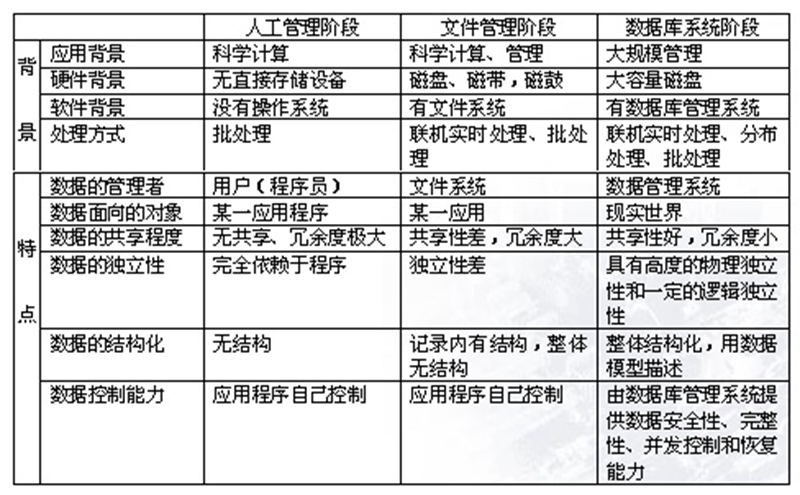 人工管理阶段 文件管理阶段 数据库系统阶段
背景
应用背景 科学计算 科学计算、管理 大规模管理
硬件背景 无直接存储设备 磁盘、磁带，磁鼓 大容量磁盘
软件背景 没有操作系统 有文件系统 有数据库管理系统
处理方式 批处理 联机实时处理、批处 联机实时处理、分布
理 处理、批处理
特点
数据的管理者 用户（程序员） 文件系统 数据管理系统
数据面向的对象 某一应用程序 某一应用 现实世界
数据的共享程度 无共享、冗余度极大 共享性差，冗余度大 共享性好，冗余度小
数据的独立性 完全依赖于程序 独立性差 具有高度的物理独立
性和一定的逻辑独立
性
数据的结构化 无结构 记录内有结构，整体 整体结构化，用数据
无结构 模型描述
数据控制能力 应用程序自己控制 应用程序自己控制 由数据库管理系统提
供数据安全性、完整
性、并发控制和恢复
能力